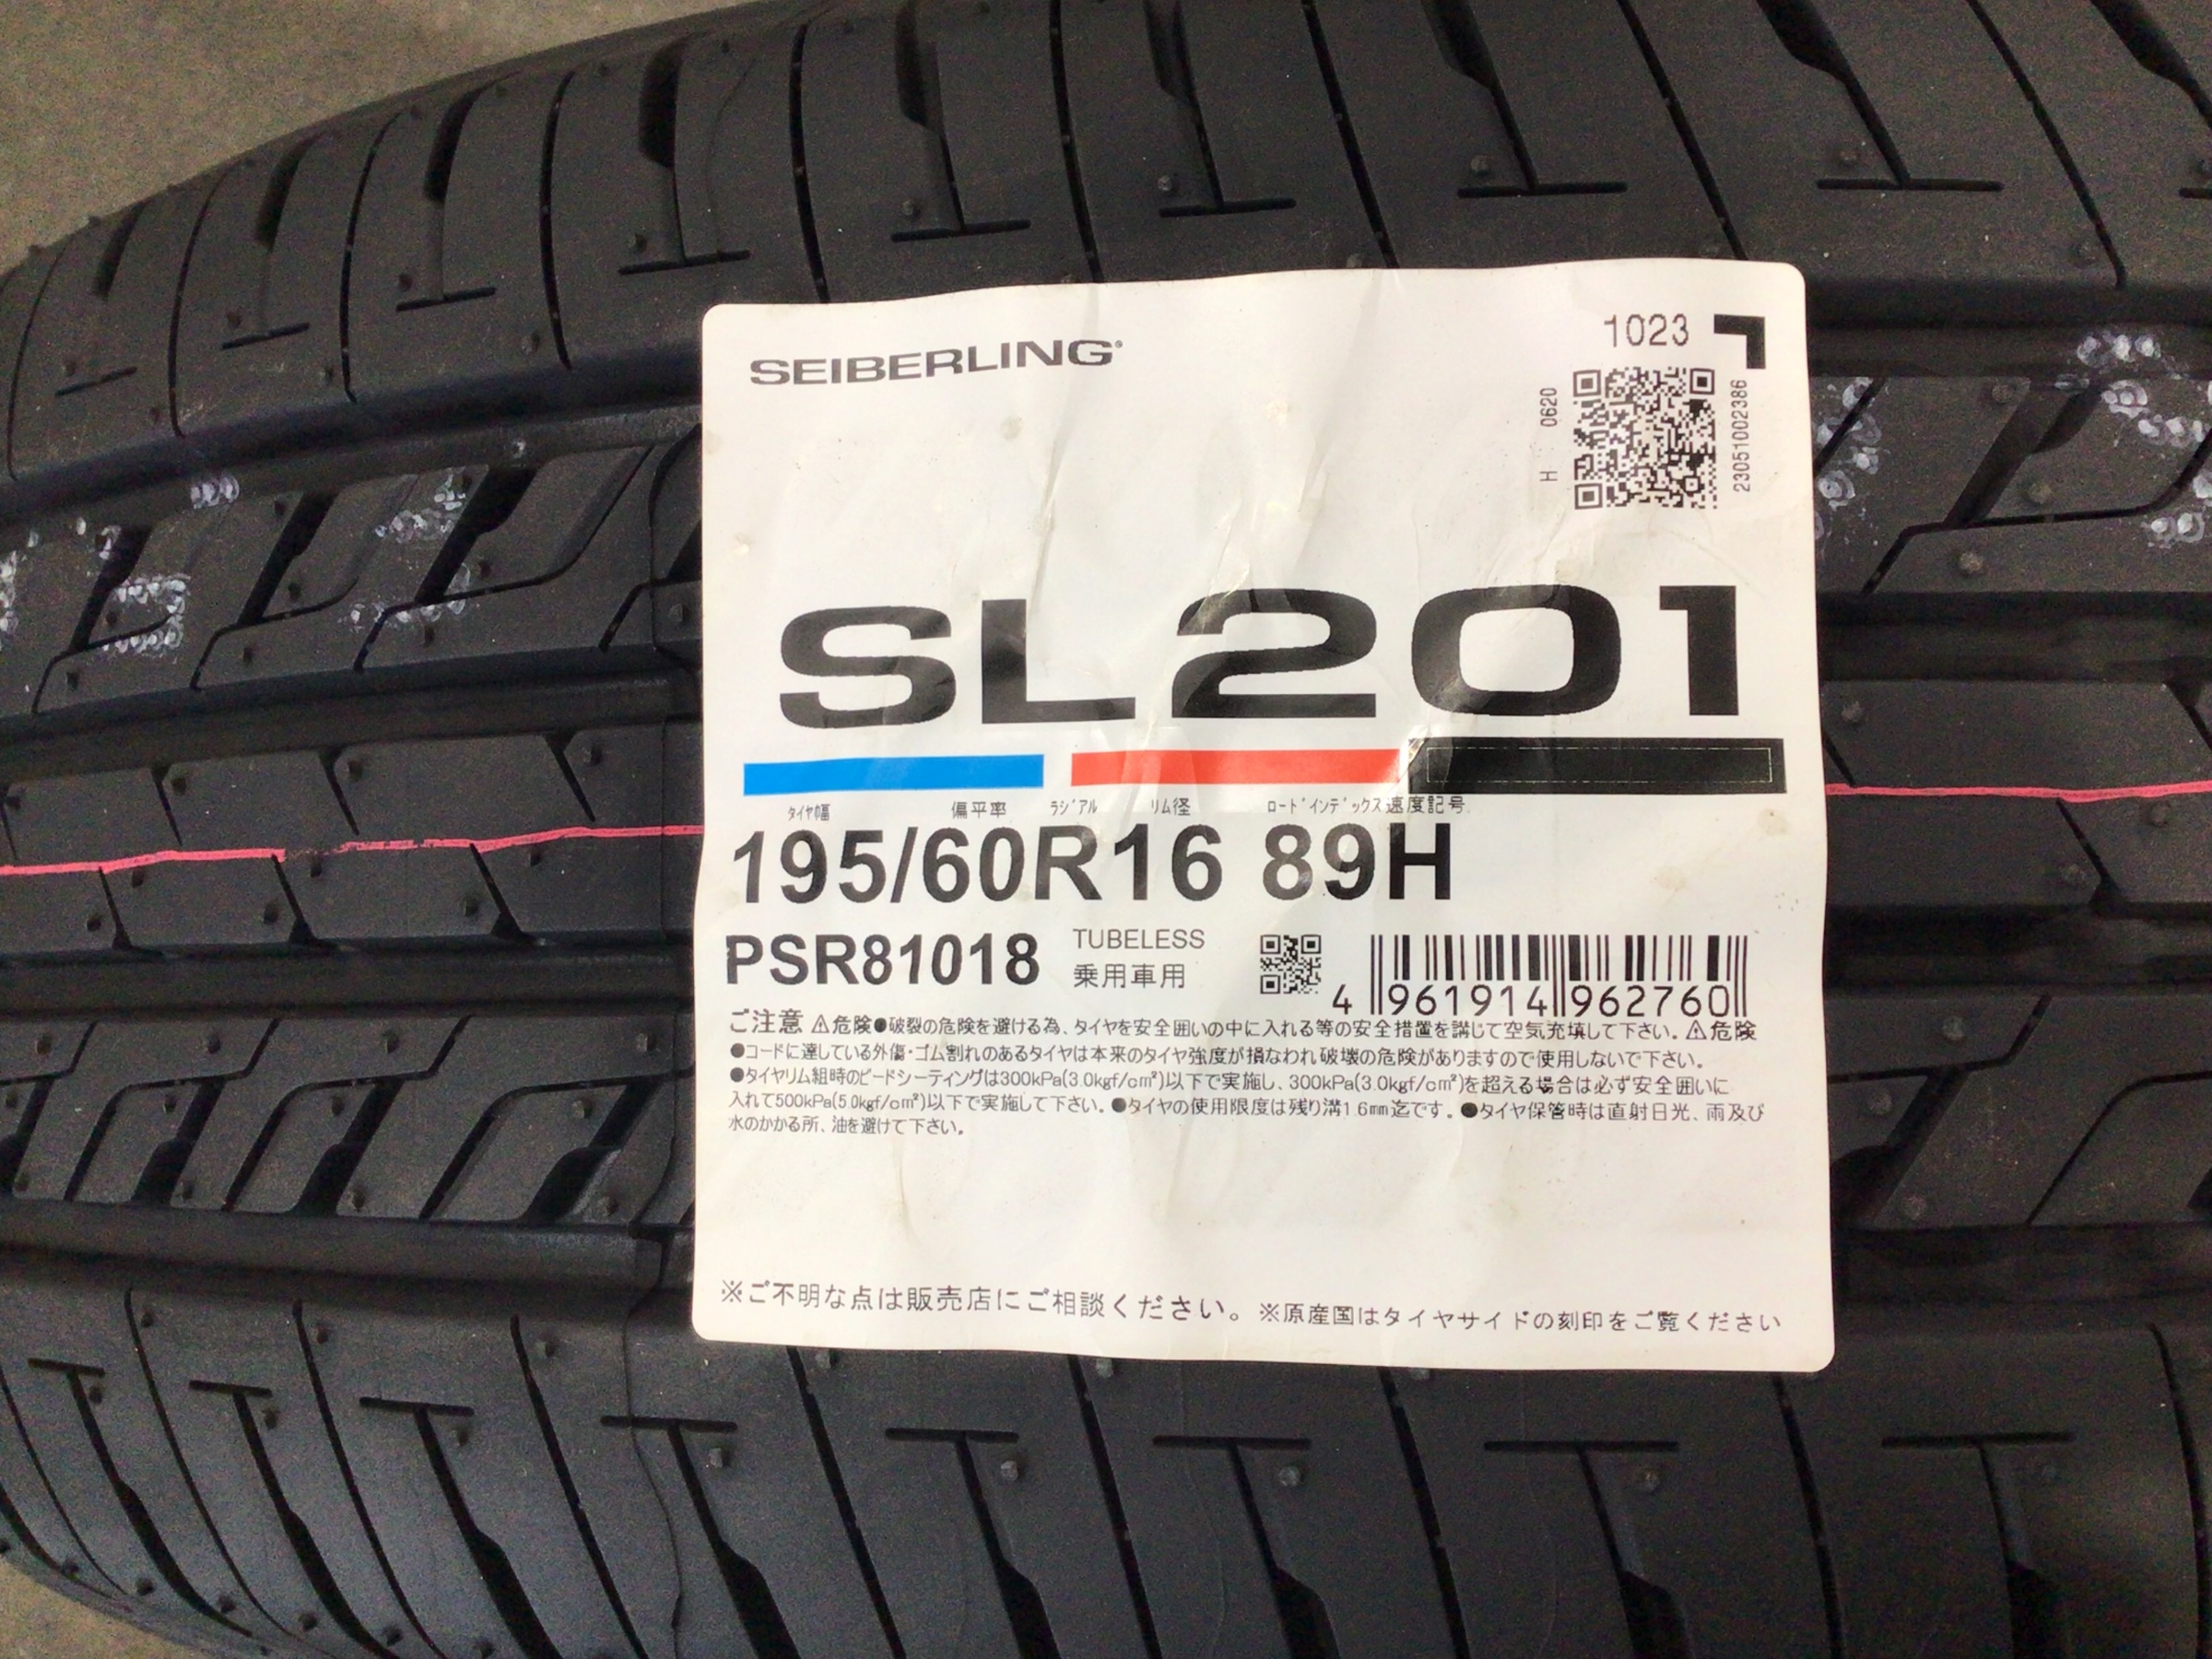 SEIBERLING
1023
H 0620
23051002386
SL201
タイヤ幅 偏平率 ラジアル リム径 ロードインデックス 速度記号
195/60R16 89H
PSR81018 TUBELESS
乗用車用
4 961914 962760
ご注意 ⚠危険●破裂の危険を避ける為、タイヤを安全囲いの中に入れる等の安全措置を講じて空気充填して下さい。⚠危険
●コードに達している外傷・ゴム割れのあるタイヤは本来のタイヤ強度が損なわれ破壊の危険がありますので使用しないで下さい。
●タイヤリム組時のビードシーティングは300kPa(3.0kgf/c㎡)以下で実施し、300kPa(3.0kgf/c㎡)を超える場合は必ず安全囲いに
入れて500kPa(5.0kgf/c㎡)以下で実施して下さい。●タイヤの使用限度は残り溝1.6mm迄です。●タイヤ保管時は直射日光、雨及び
水のかかる所、油を避けて下さい。
※ご不明な点は販売店にご相談ください。※原産国はタイヤサイドの刻印をご覧ください